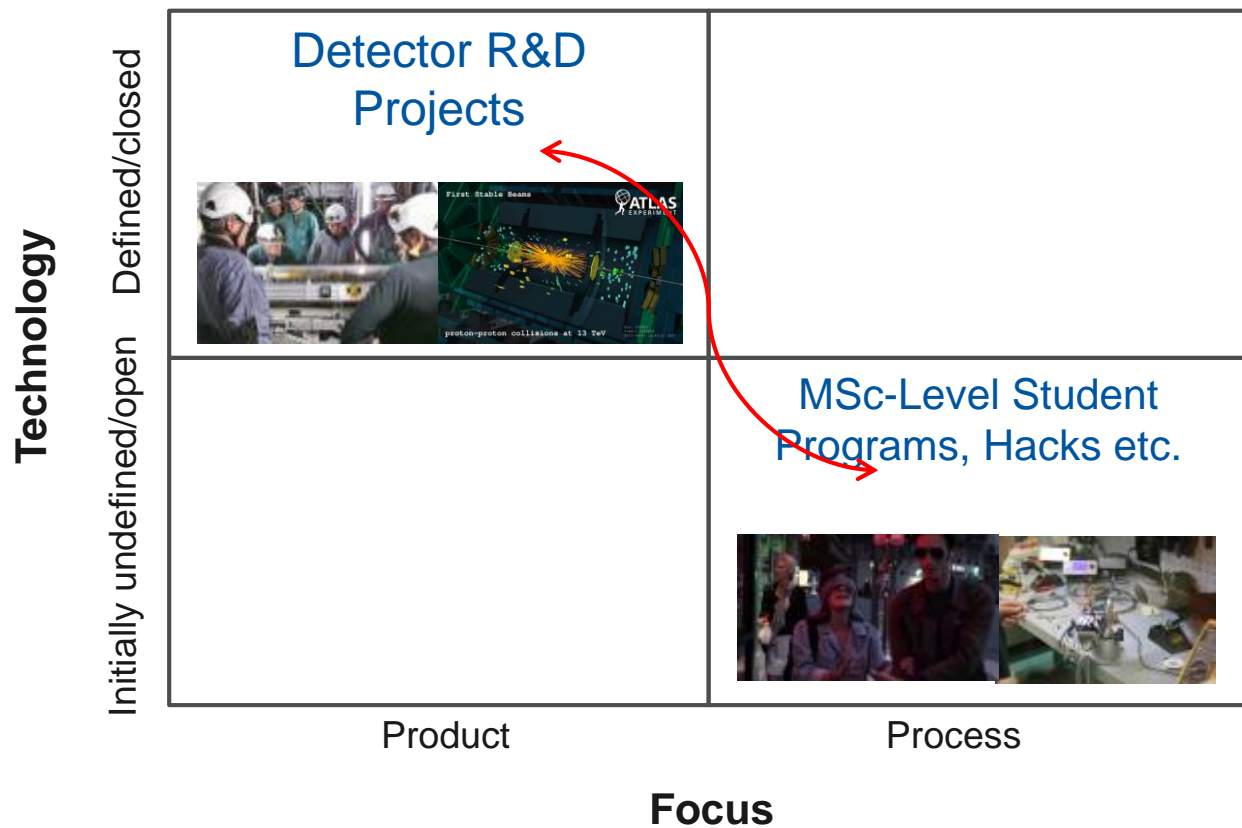 Detector R&D
Projects
Defined/closed
First Stable Beams
ATLAS
EXPERIMENT
proton-proton collisions at 13 TeV
Technology
Initially undefined/open
MSc-Level Student
Programs, Hacks etc.
Product
Process
Focus